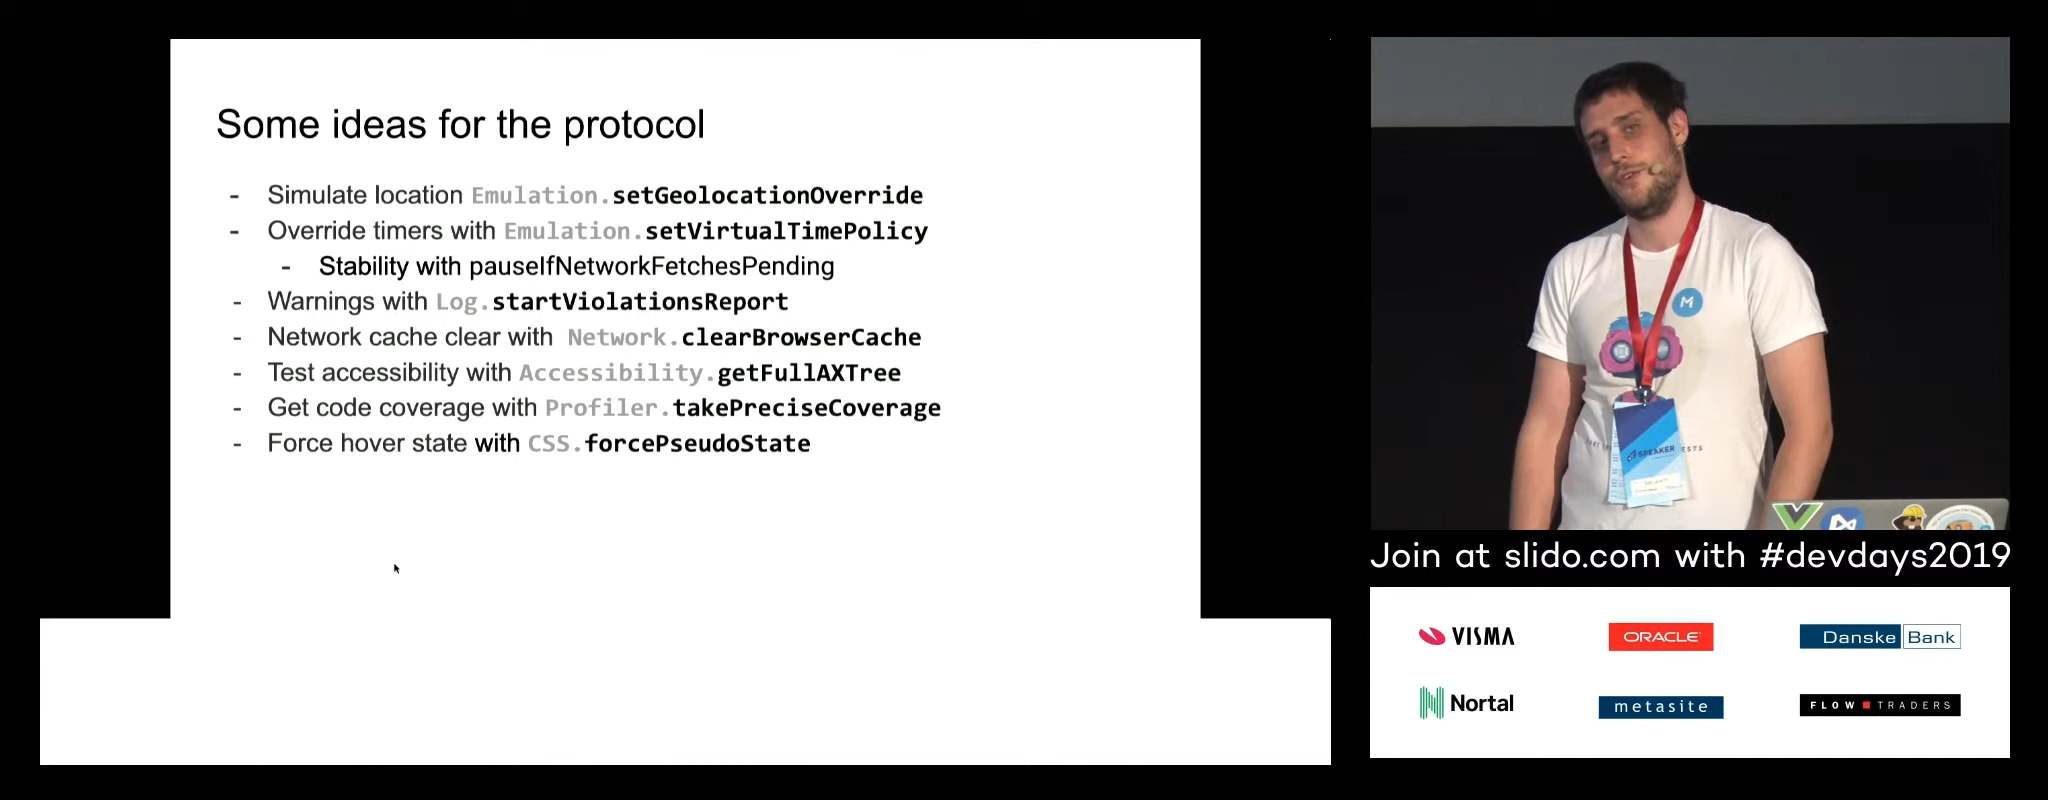 Some ideas for the protocol
- Simulate location Emulation.setGeolocationOverride
- Override timers with Emulation.setVirtualTimePolicy
- Stability with pauseIfNetworkFetchesPending
- Warnings with Log.startViolationsReport
- Network cache clear with Network.clearBrowserCache
- Test accessibility with Accessibility.getFullAXTree
- Get code coverage with Profiler.takePreciseCoverage
- Force hover state with CSS.forcePseudoState
M
SPEAKER
ESTS
Join at slido.com with #devdays2019
VISMA
ORACLE
Danske Bank
Nortal
metasite
FLOW TRADERS